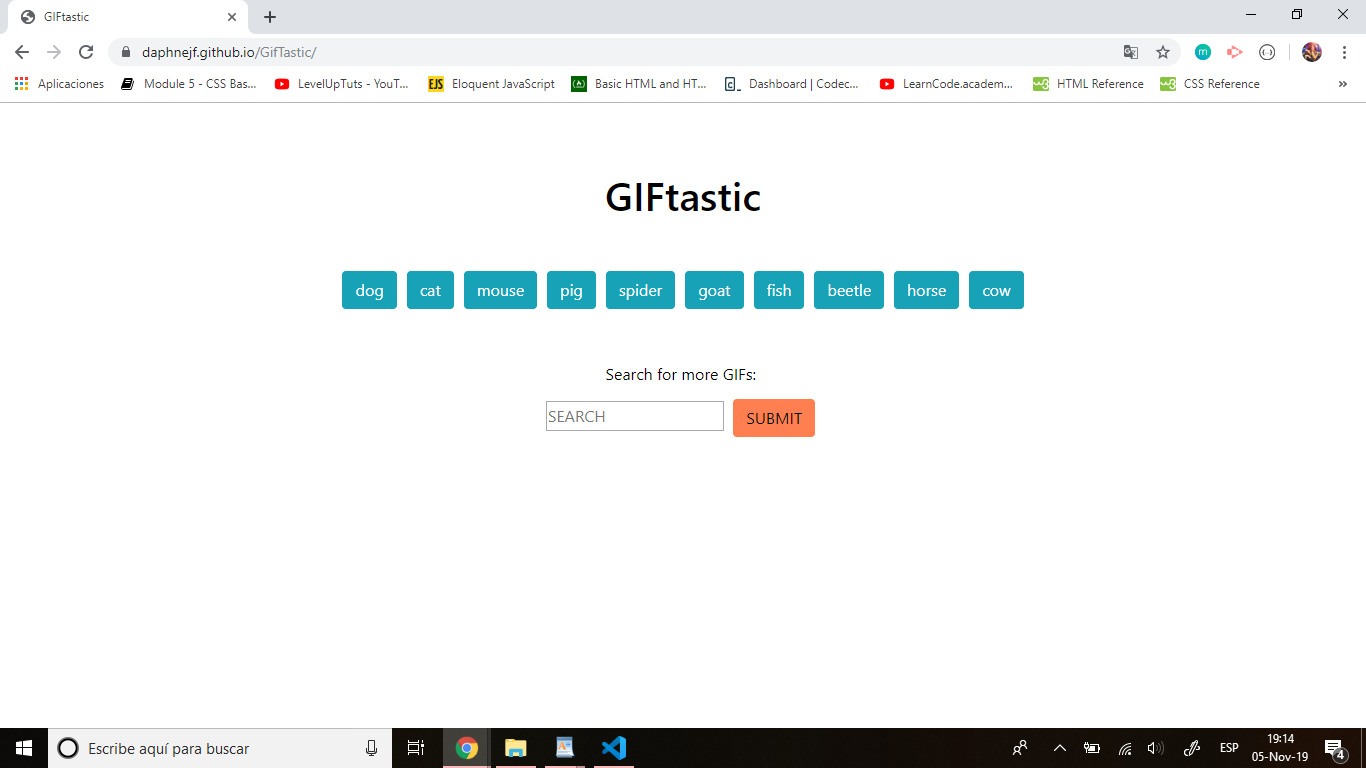 GIFtastic
daphnejf.github.io/GifTastic/
Aplicaciones Module 5 - CSS Bas... LevelUpTuts - YouT... EJS Eloquent JavaScript Basic HTML and HT... Dashboard | Codec... LearnCode.academ... HTML Reference CSS Reference »
GIFtastic
dog cat mouse pig spider goat fish beetle horse cow
Search for more GIFs:
SEARCH SUBMIT
Escribe aquí para buscar ESP 19:14
05-Nov-19 4